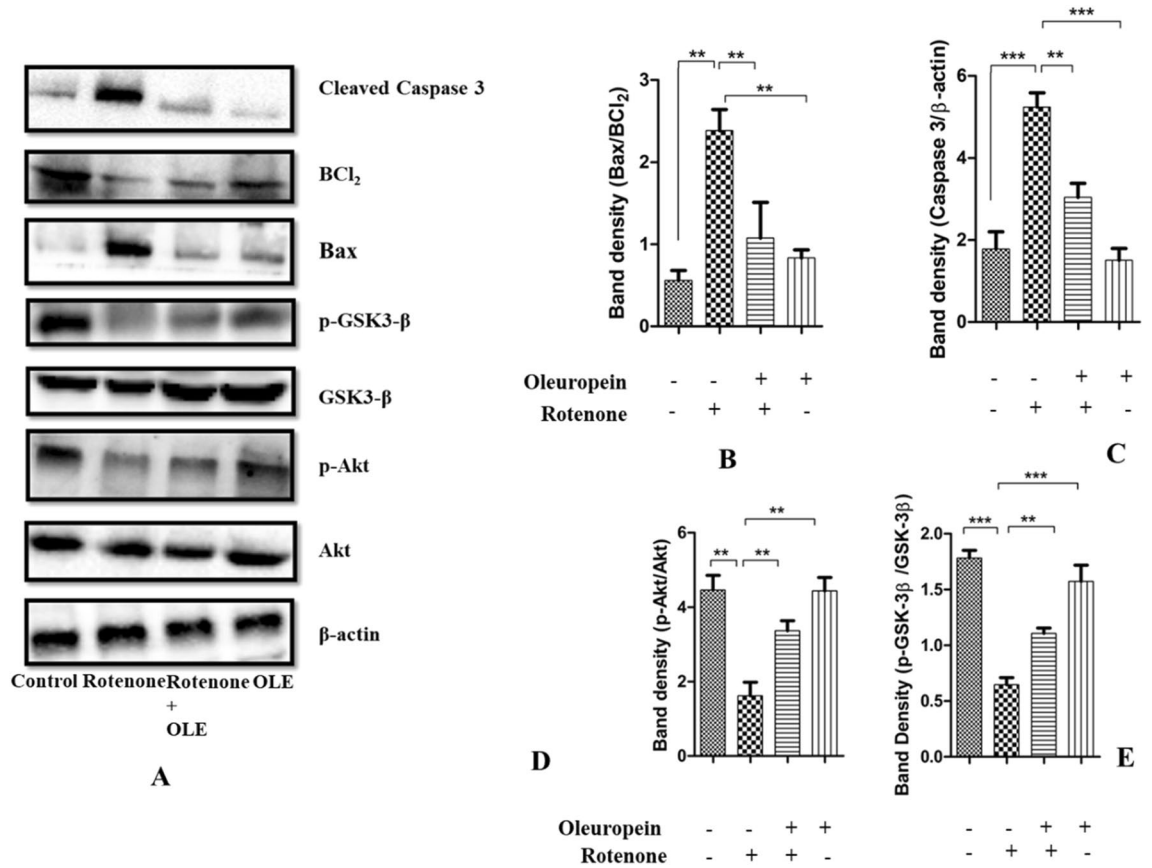 Cleaved Caspase 3
BCl2
Bax
p-GSK3-β
GSK3-β
p-Akt
Akt
β-actin
Control Rotenone Rotenone OLE
+
OLE
A
Band density (Bax/BCl2)
3
2
1
0
** **
**
Oleuropein - - + +
Rotenone - + + -
B
Band density (Caspase 3/β-actin)
6
4
2
0
***
*** **
- - + +
- + + -
C
Band density (p-Akt/Akt)
6
4
2
0
**
** **
Oleuropein - - + +
Rotenone - + + -
D
Band Density (p-GSK-3β /GSK-3β)
2.0
1.5
1.0
0.5
0.0
***
*** **
- - + +
- + + -
E